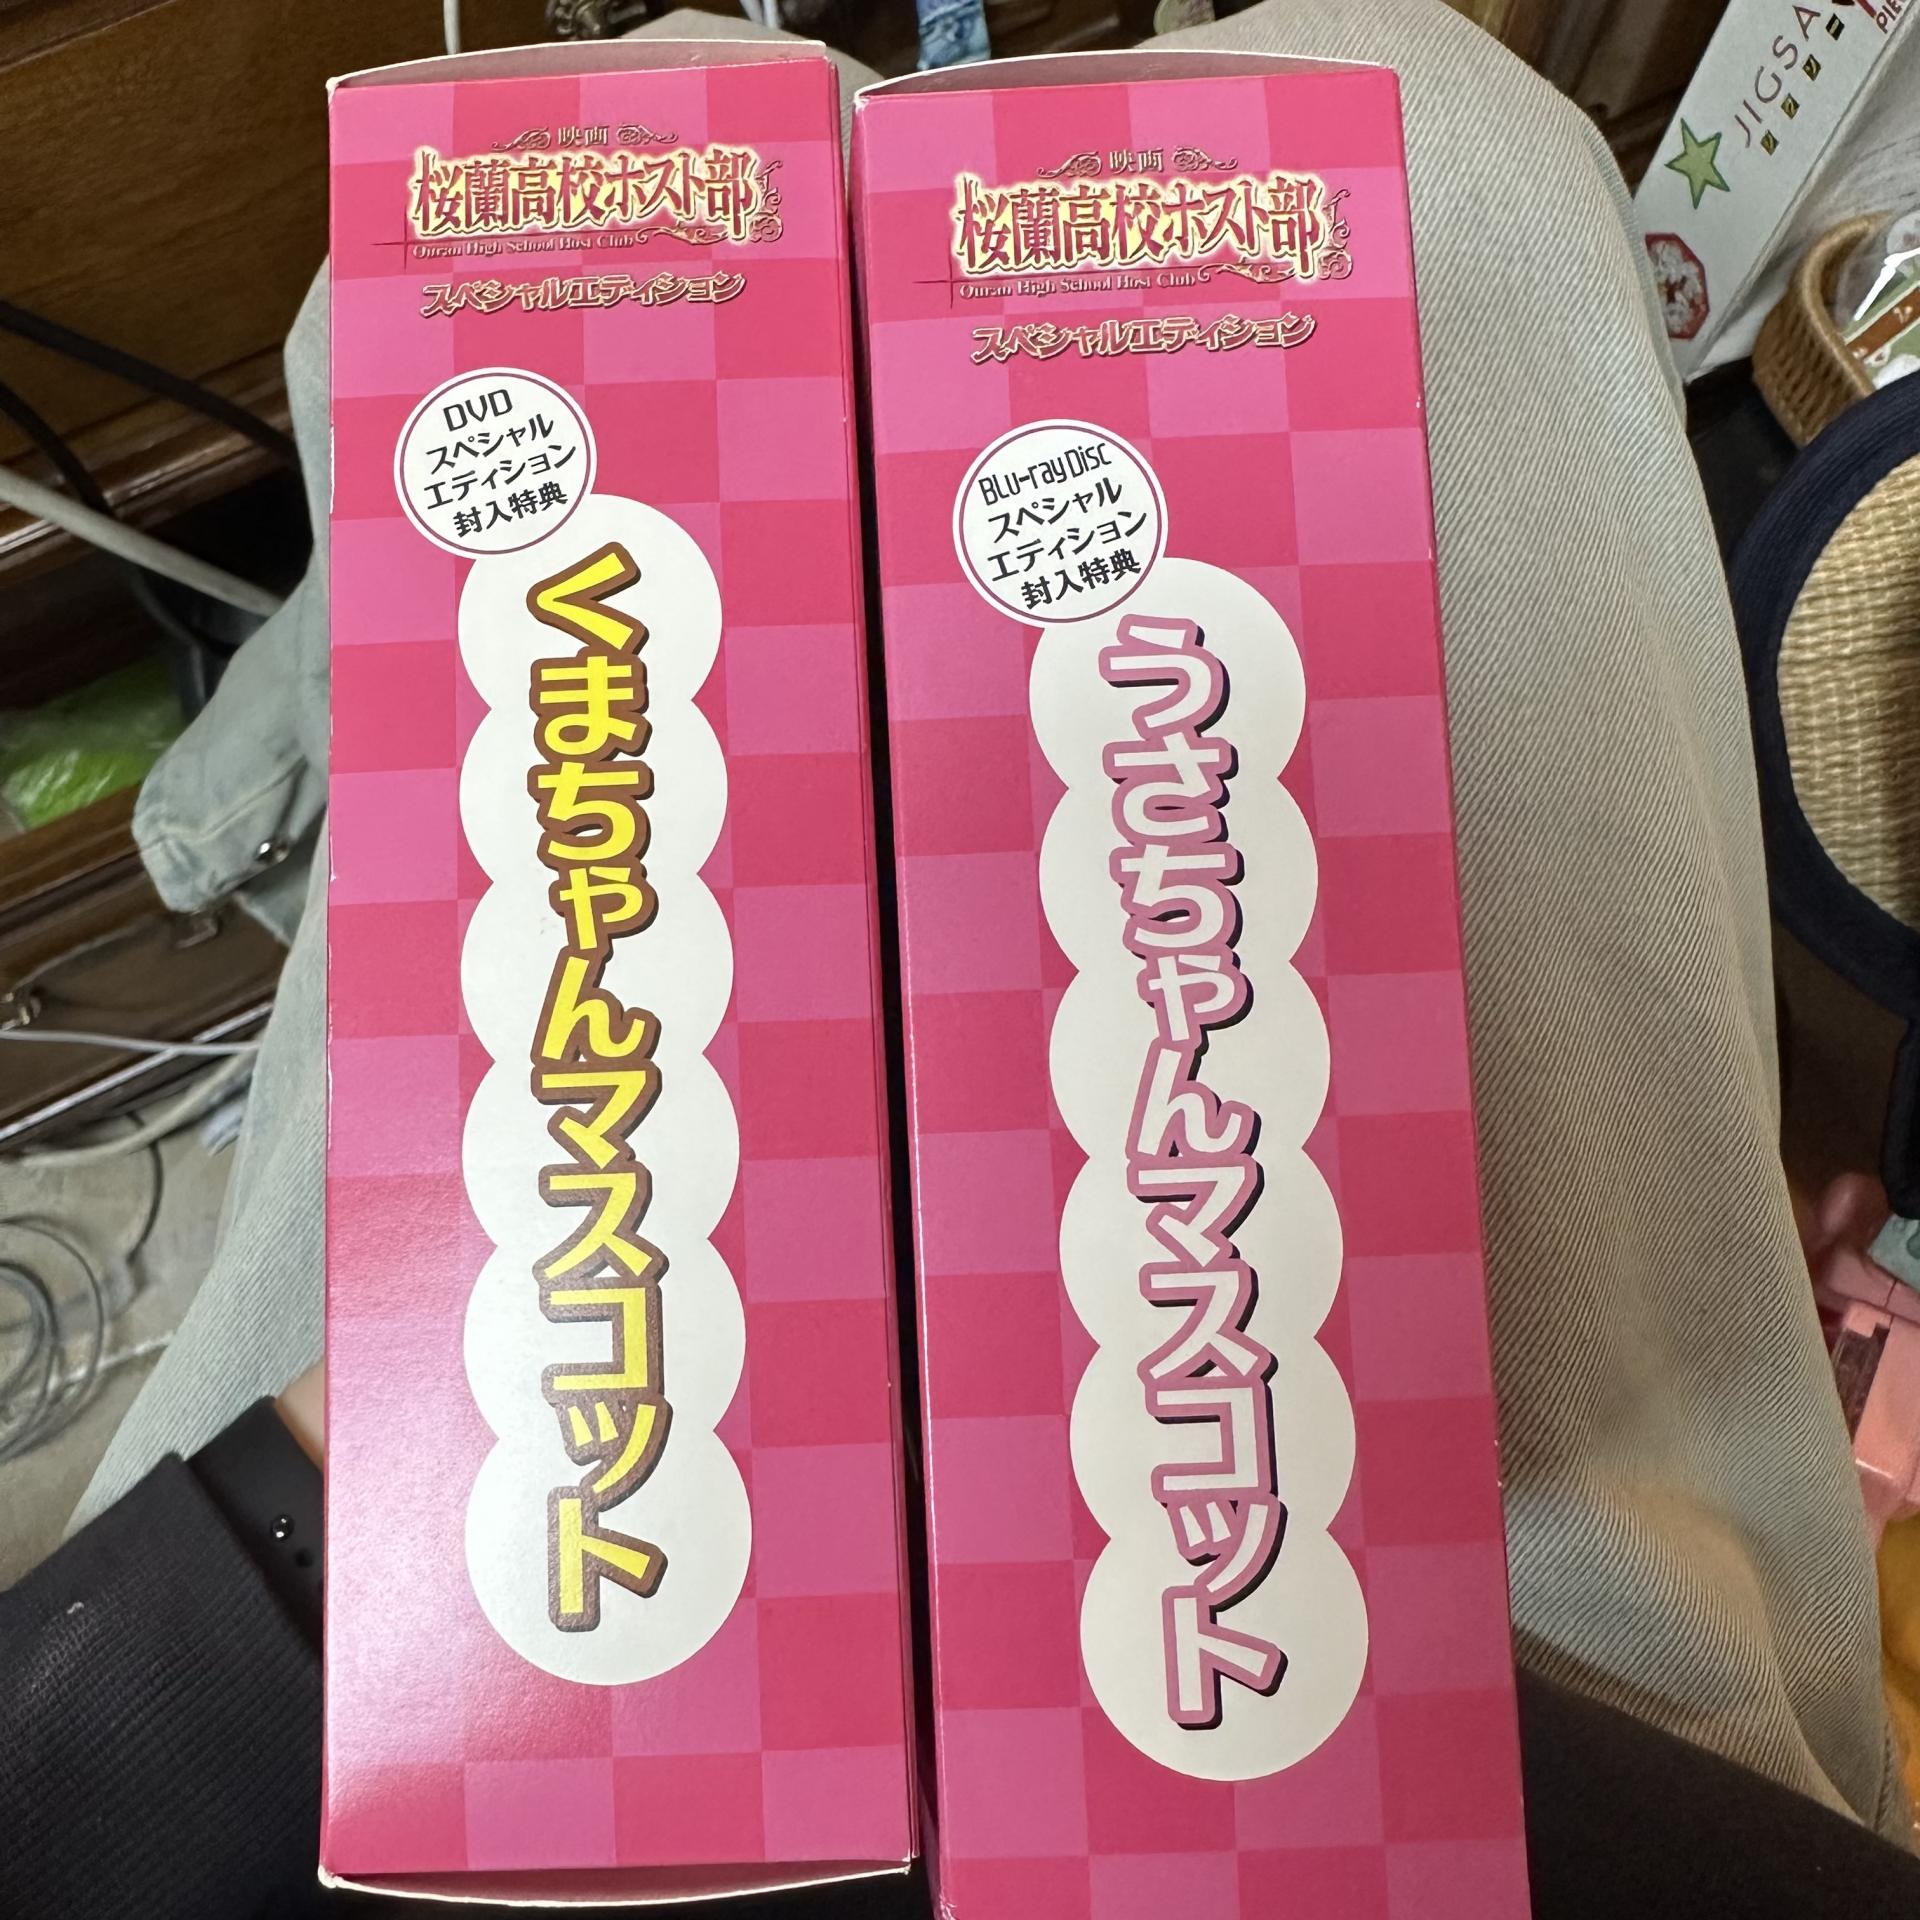 映画
桜蘭高校ホスト部
Ouran High School Host Club
スペシャルエディション
DVD
スペシャル
エディション
封入特典
くまちゃんマスコット
映画
桜蘭高校ホスト部
Ouran High School Host Club
スペシャルエディション
Blu-ray Disc
スペシャル
エディション
封入特典
うさちゃんマスコット
JIGSA